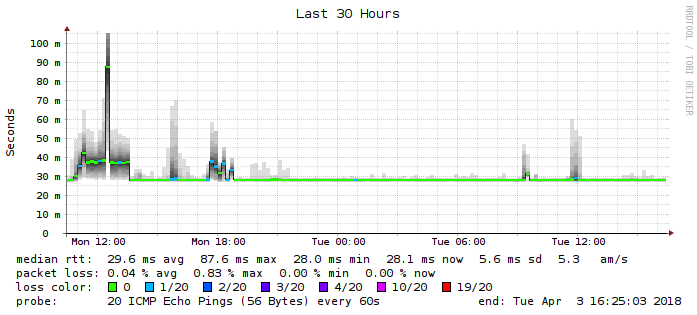 Last 30 Hours
RRDTOOL / TOBI OETIKER
Seconds
100 m
90 m
80 m
70 m
60 m
50 m
40 m
30 m
20 m
10 m
0
Mon 12:00 Mon 18:00 Tue 00:00 Tue 06:00 Tue 12:00
median rtt: 29.6 ms avg 87.6 ms max 28.0 ms min 28.1 ms now 5.6 ms sd 5.3 am/s
packet loss: 0.04 % avg 0.83 % max 0.00 % min 0.00 % now
loss color: 0 1/20 2/20 3/20 4/20 10/20 19/20
probe: 20 ICMP Echo Pings (56 Bytes) every 60s end: Tue Apr 3 16:25:03 2018